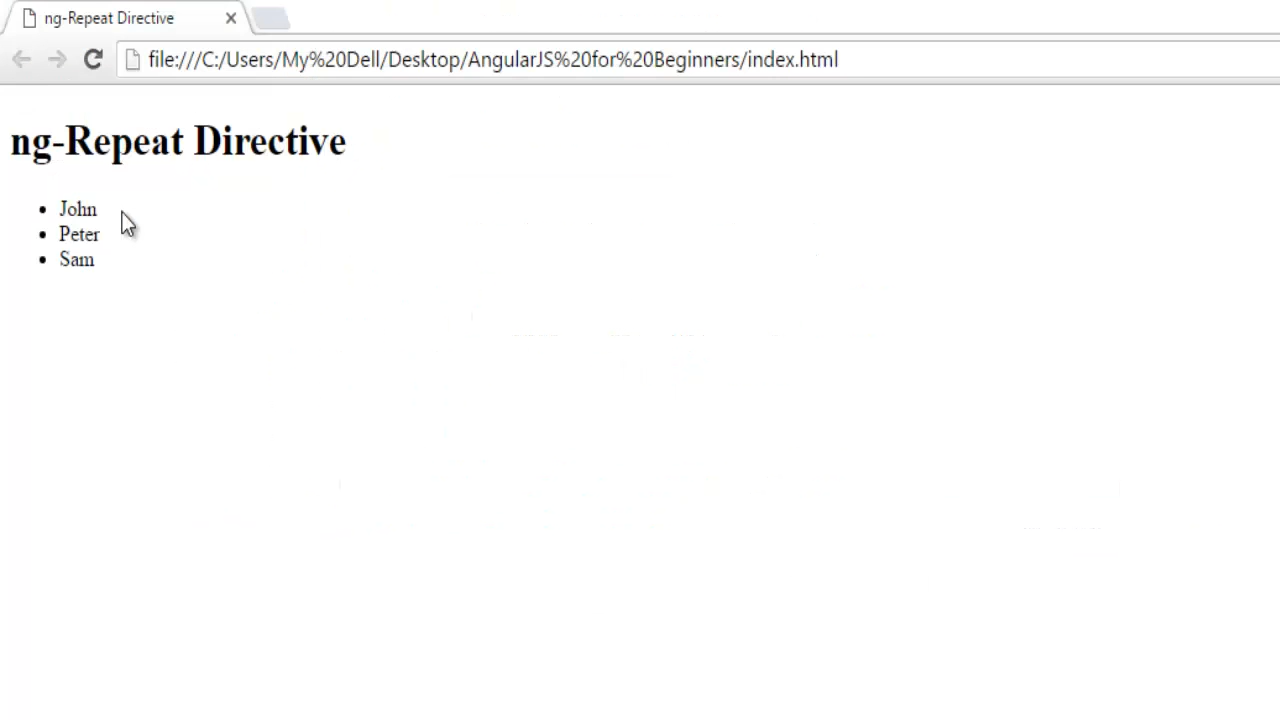 ng-Repeat Directive
file:///C:/Users/My%20Dell/Desktop/AngularJS%20for%20Beginners/index.html
ng-Repeat Directive
John
Peter
Sam